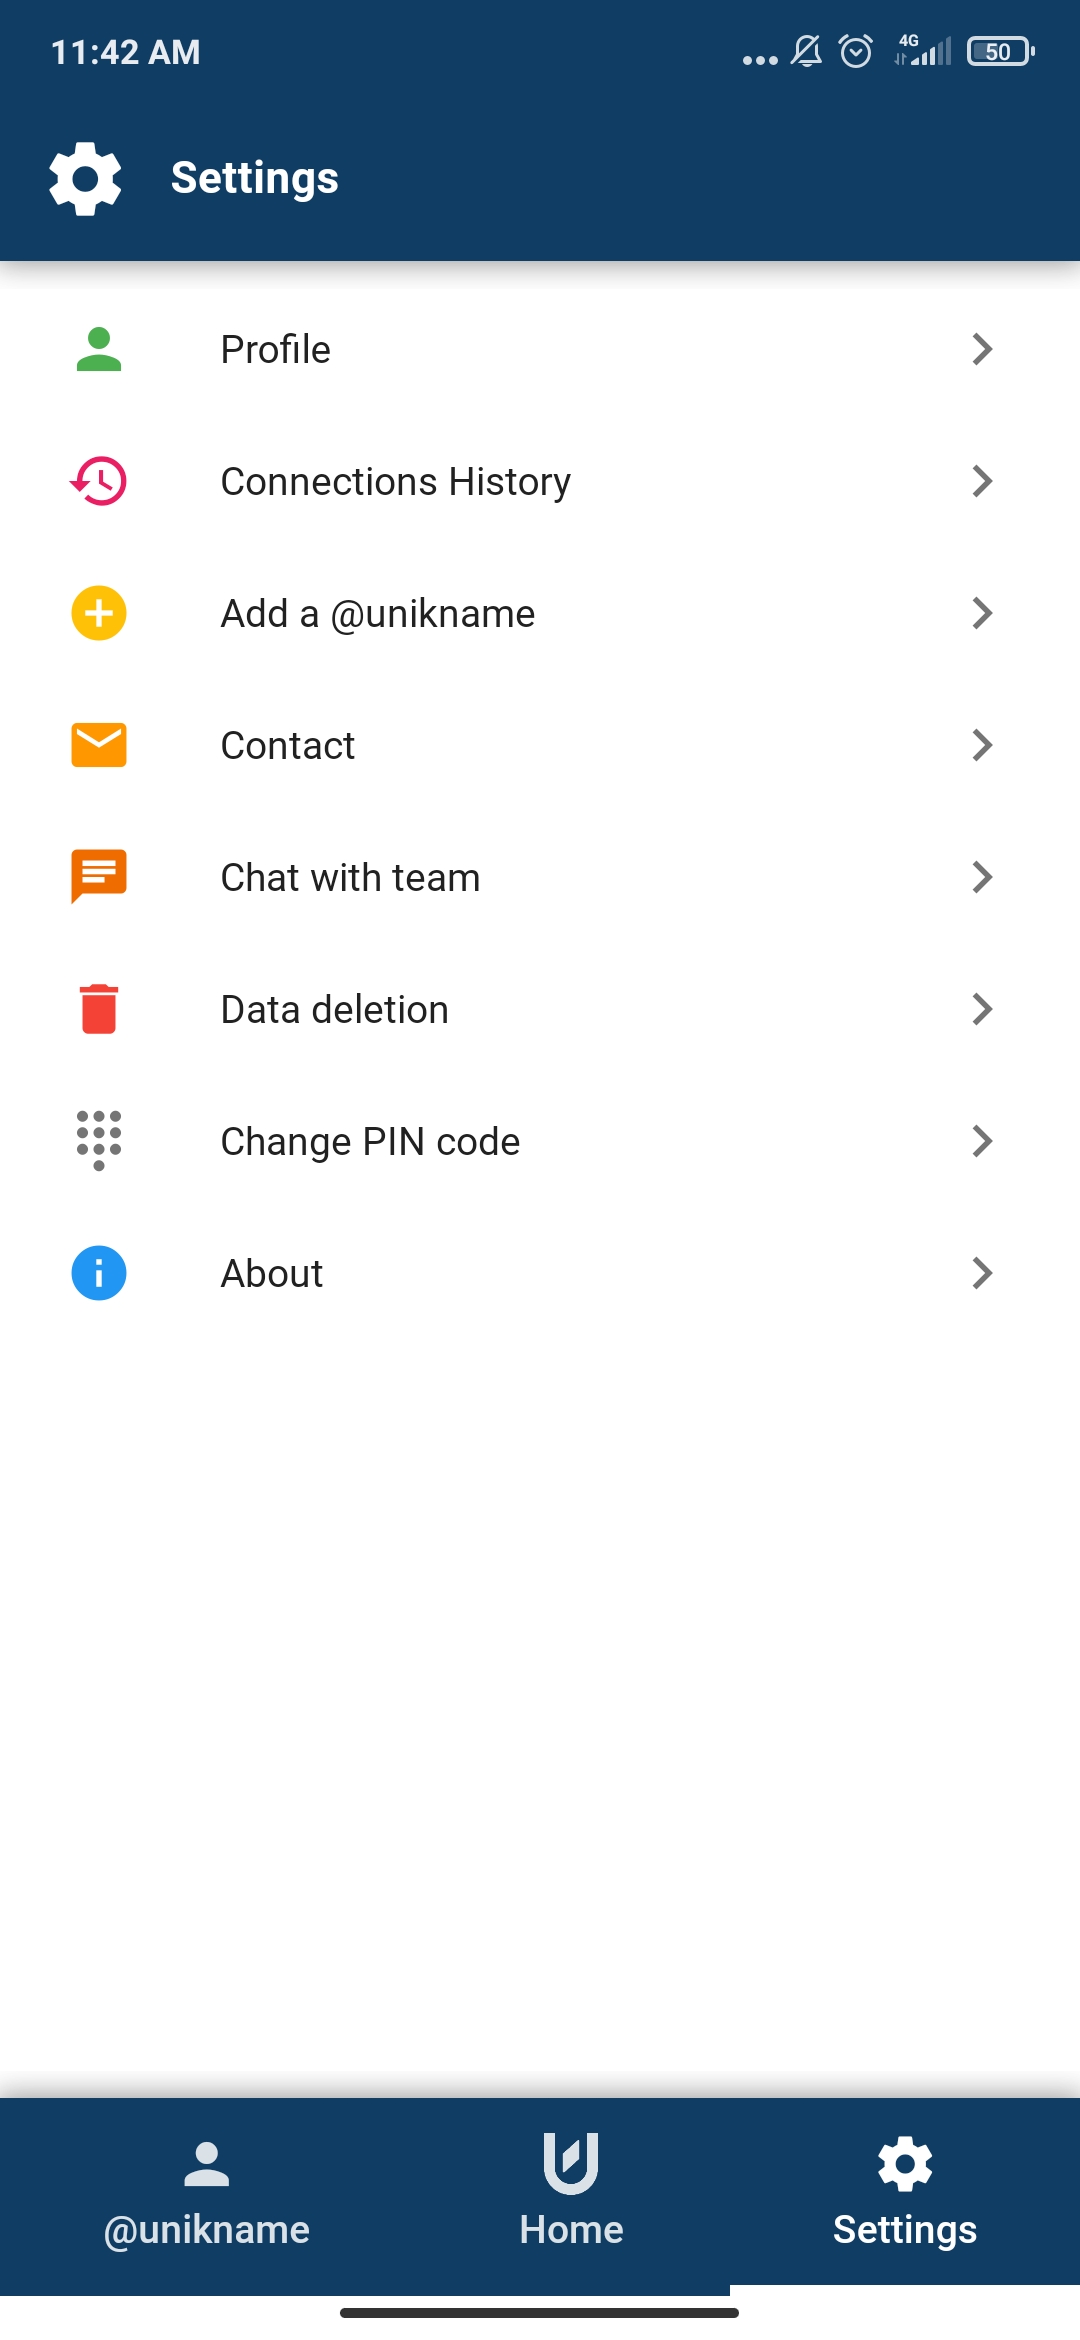 11:42 AM
4G
50
Settings
Profile
Connections History
Add a @unikname
Contact
Chat with team
Data deletion
Change PIN code
About
@unikname
Home
Settings